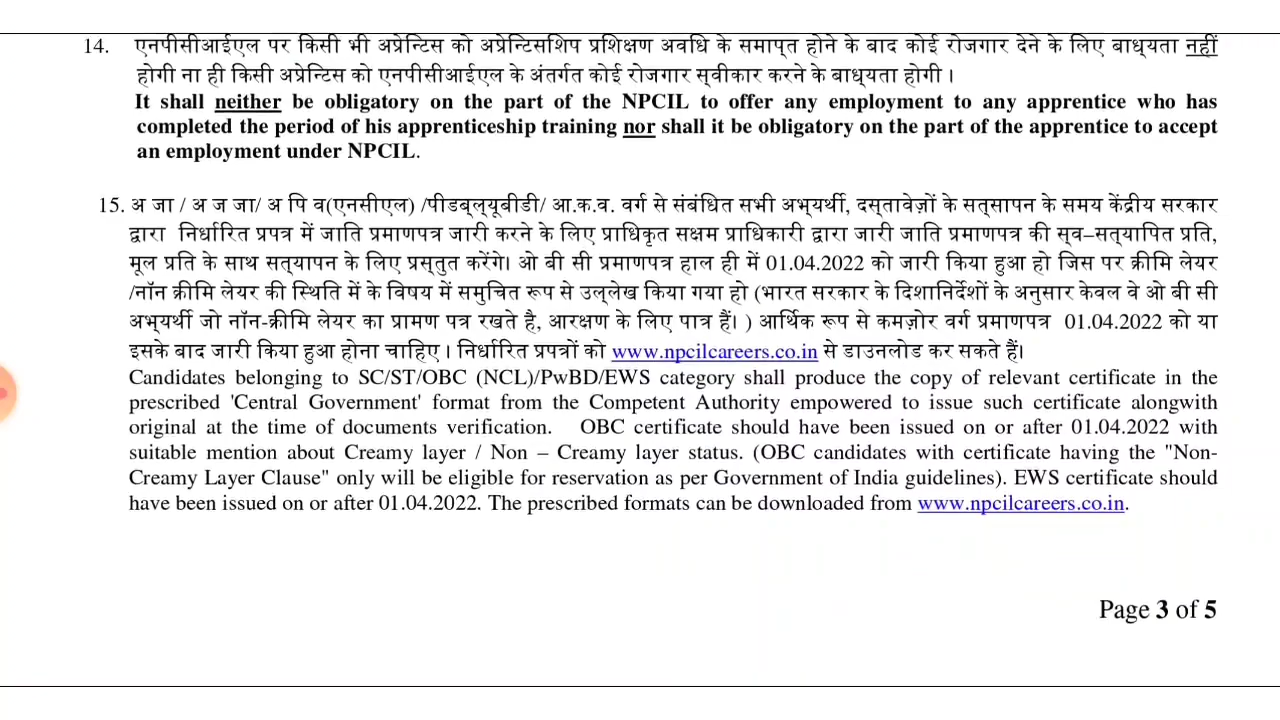 14. एनपीसीआईएल पर किसी भी अप्रेन्टिस को अप्रेन्टिसशिप प्रशिक्षण अवधि के समाप्त होने के बाद कोई रोजगार देने के लिए बाध्यता नहीं
होगी ना ही किसी अप्रेन्टिस को एनपीसीआईएल के अंतर्गत कोई रोजगार स्वीकार करने के बाध्यता होगी ।
It shall neither be obligatory on the part of the NPCIL to offer any employment to any apprentice who has
completed the period of his apprenticeship training nor shall it be obligatory on the part of the apprentice to accept
an employment under NPCIL.
15. अ जा / अ ज जा/ अ पि व(एनसीएल) /पीडब्ल्यूबीडी/ आ.क.व. वर्ग से संबंधित सभी अभ्यर्थी, दस्तावेज़ों के सत्सापन के समय केंद्रीय सरकार
द्वारा निर्धारित प्रपत्र में जाति प्रमाणपत्र जारी करने के लिए प्राधिकृत सक्षम प्राधिकारी द्वारा जारी जाति प्रमाणपत्र की स्व–सत्यापित प्रति,
मूल प्रति के साथ सत्यापन के लिए प्रस्तुत करेंगे। ओ बी सी प्रमाणपत्र हाल ही में 01.04.2022 को जारी किया हुआ हो जिस पर क्रीमि लेयर
/नॉन क्रीमि लेयर की स्थिति में के विषय में समुचित रूप से उल्लेख किया गया हो (भारत सरकार के दिशानिर्देशों के अनुसार केवल वे ओ बी सी
अभ्यर्थी जो नॉन-क्रीमि लेयर का प्रामण पत्र रखते है, आरक्षण के लिए पात्र हैं। ) आर्थिक रूप से कमज़ोर वर्ग प्रमाणपत्र 01.04.2022 को या
इसके बाद जारी किया हुआ होना चाहिए । निर्धारित प्रपत्रों को www.npcilcareers.co.in से डाउनलोड कर सकते हैं।
Candidates belonging to SC/ST/OBC (NCL)/PwBD/EWS category shall produce the copy of relevant certificate in the
prescribed 'Central Government' format from the Competent Authority empowered to issue such certificate alongwith
original at the time of documents verification. OBC certificate should have been issued on or after 01.04.2022 with
suitable mention about Creamy layer / Non – Creamy layer status. (OBC candidates with certificate having the "Non-
Creamy Layer Clause" only will be eligible for reservation as per Government of India guidelines). EWS certificate should
have been issued on or after 01.04.2022. The prescribed formats can be downloaded from www.npcilcareers.co.in.
Page 3 of 5